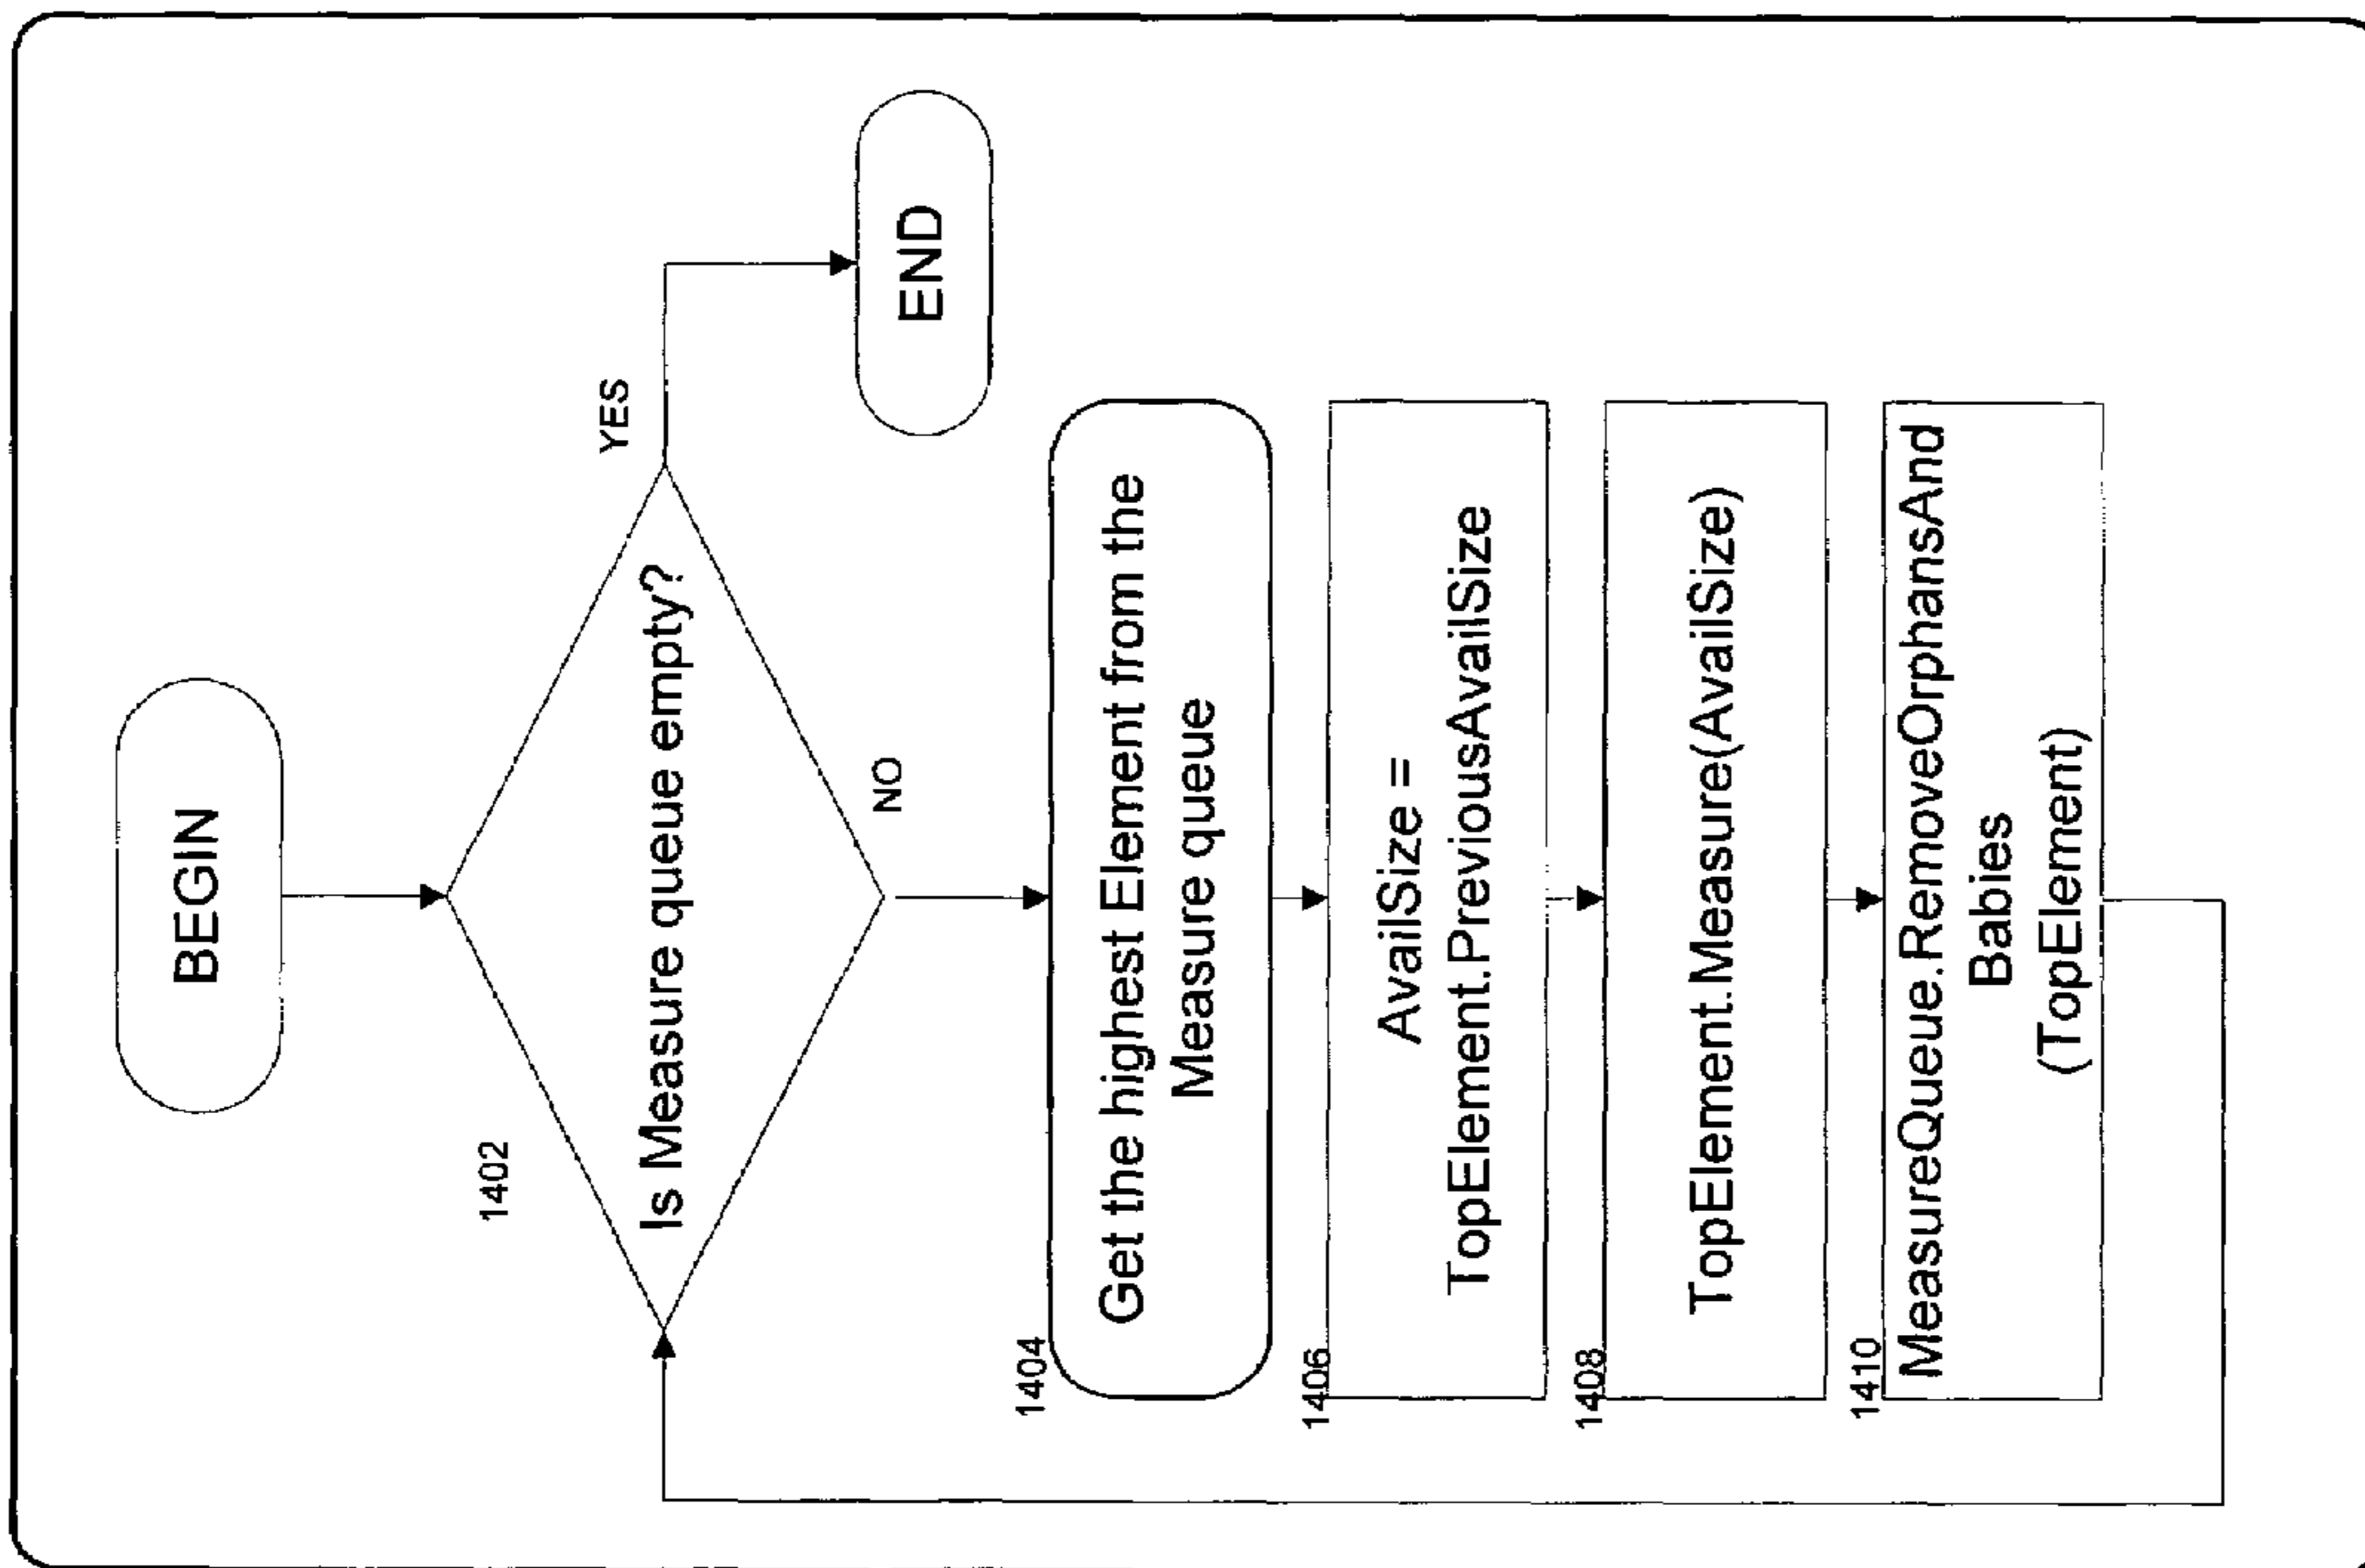 BEGIN
1402
Is Measure queue empty?
YES
END
NO
1404
Get the highest Element from the
Measure queue
1406
AvailSize =
TopElement.PreviousAvailSize
1408
TopElement.Measure(AvailSize)
1410
MeasureQueue.RemoveOrphansAnd
Babies
(TopElement)